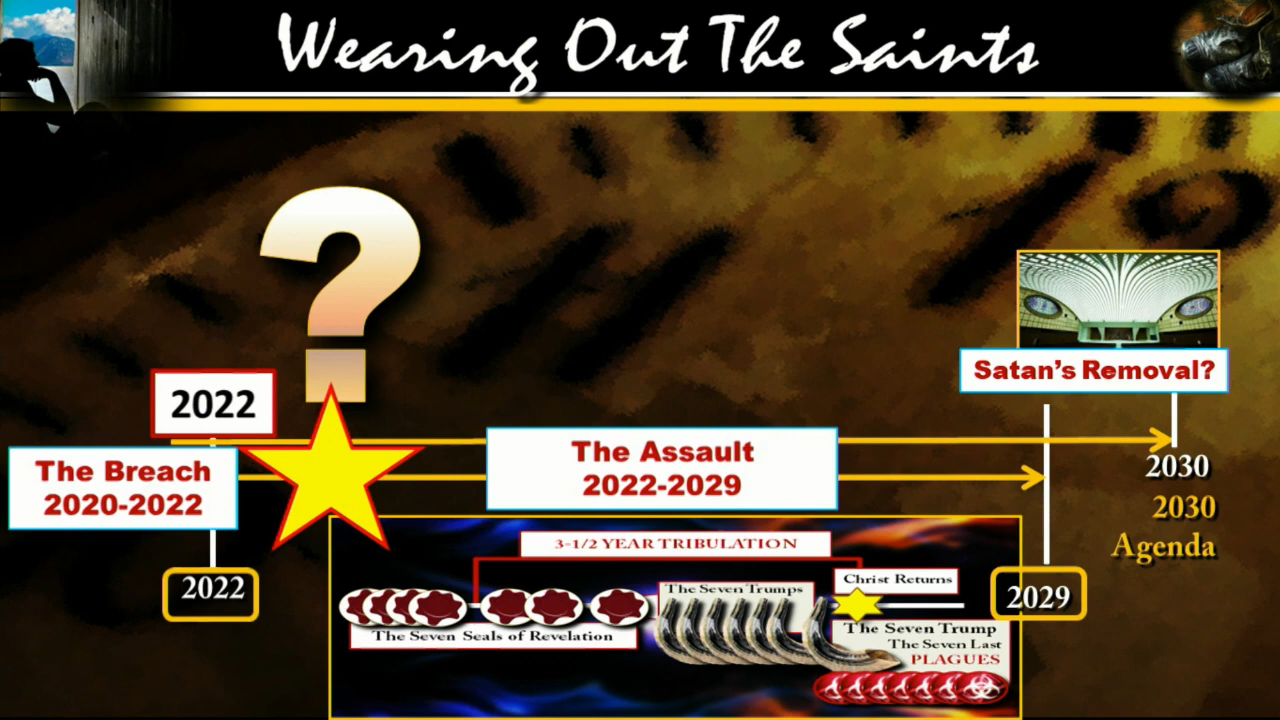 Wearing Out The Saints
?
Satan's Removal?
2022
The Breach
2020-2022
The Assault
2022-2029
2030
2030
Agenda
2022
3-1/2 YEAR TRIBULATION
The Seven Seals of Revelation
The Seven Trumps
Christ Returns
The Seven Trump
The Seven Last
PLAGUES
2029